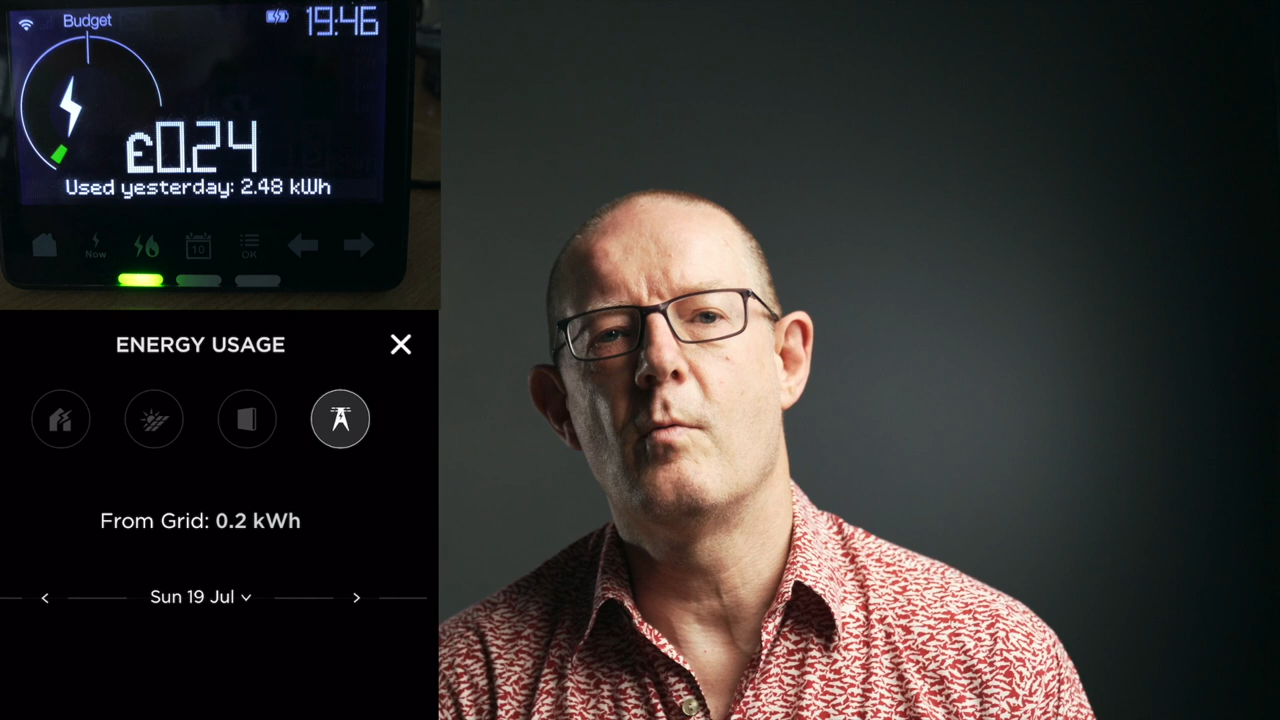 Budget
19:46
£0.24
Used yesterday: 2.48 kWh
Now
10
OK
ENERGY USAGE
From Grid: 0.2 kWh
Sun 19 Jul